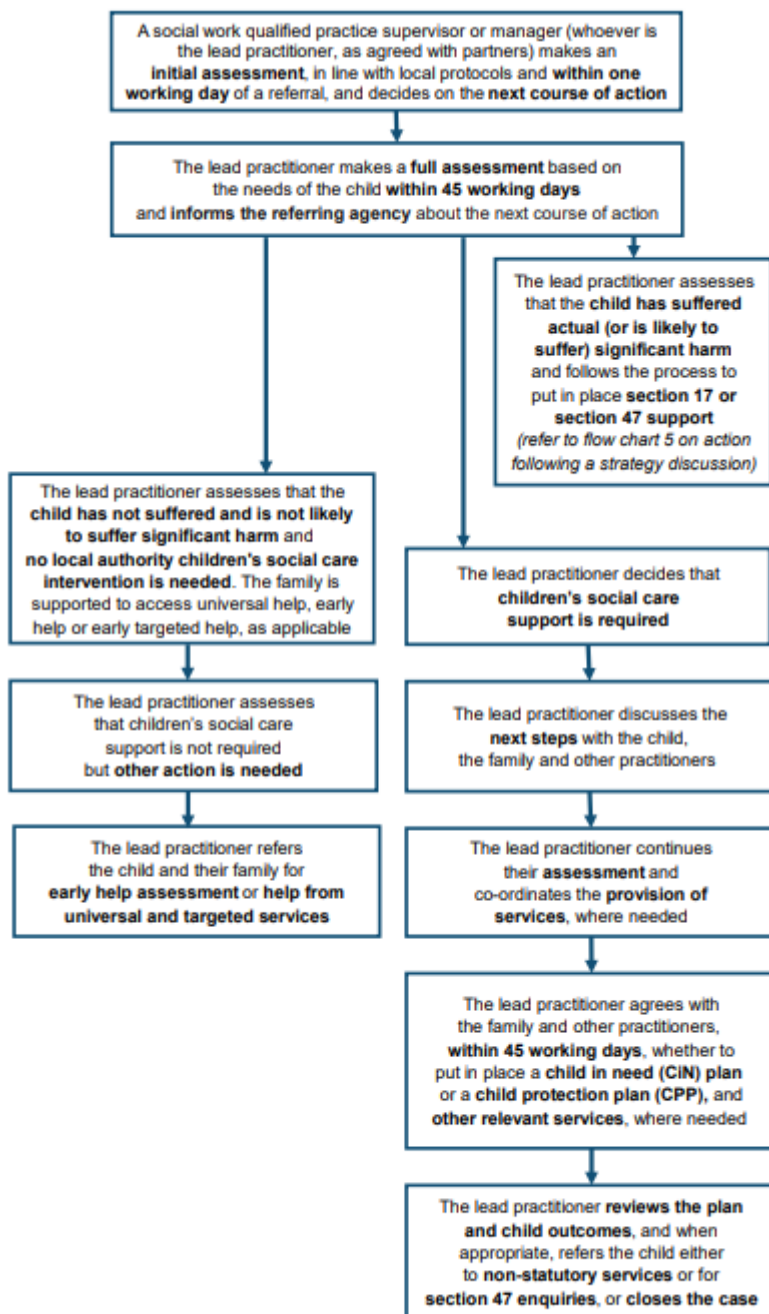 A social work qualified practice supervisor or manager (whoever is
the lead practitioner, as agreed with partners) makes an
initial assessment, in line with local protocols and within one
working day of a referral, and decides on the next course of action
The lead practitioner makes a full assessment based on
the needs of the child within 45 working days
and informs the referring agency about the next course of action
The lead practitioner assesses
that the child has suffered
actual (or is likely to
suffer) significant harm
and follows the process to
put in place section 17 or
section 47 support
(refer to flow chart 5 on action
following a strategy discussion)
The lead practitioner assesses that the
child has not suffered and is not likely
to suffer significant harm and
no local authority children's social care
intervention is needed. The family is
supported to access universal help, early
help or early targeted help, as applicable
The lead practitioner assesses
that children's social care
support is not required
but other action is needed
The lead practitioner refers
the child and their family for
early help assessment or help from
universal and targeted services
The lead practitioner decides that
children's social care
support is required
The lead practitioner discusses the
next steps with the child,
the family and other practitioners
The lead practitioner continues
their assessment and
co-ordinates the provision of
services, where needed
The lead practitioner agrees with
the family and other practitioners,
within 45 working days, whether to
put in place a child in need (CiN) plan
or a child protection plan (CPP), and
other relevant services, where needed
The lead practitioner reviews the plan
and child outcomes, and when
appropriate, refers the child either
to non-statutory services or for
section 47 enquiries, or closes the case